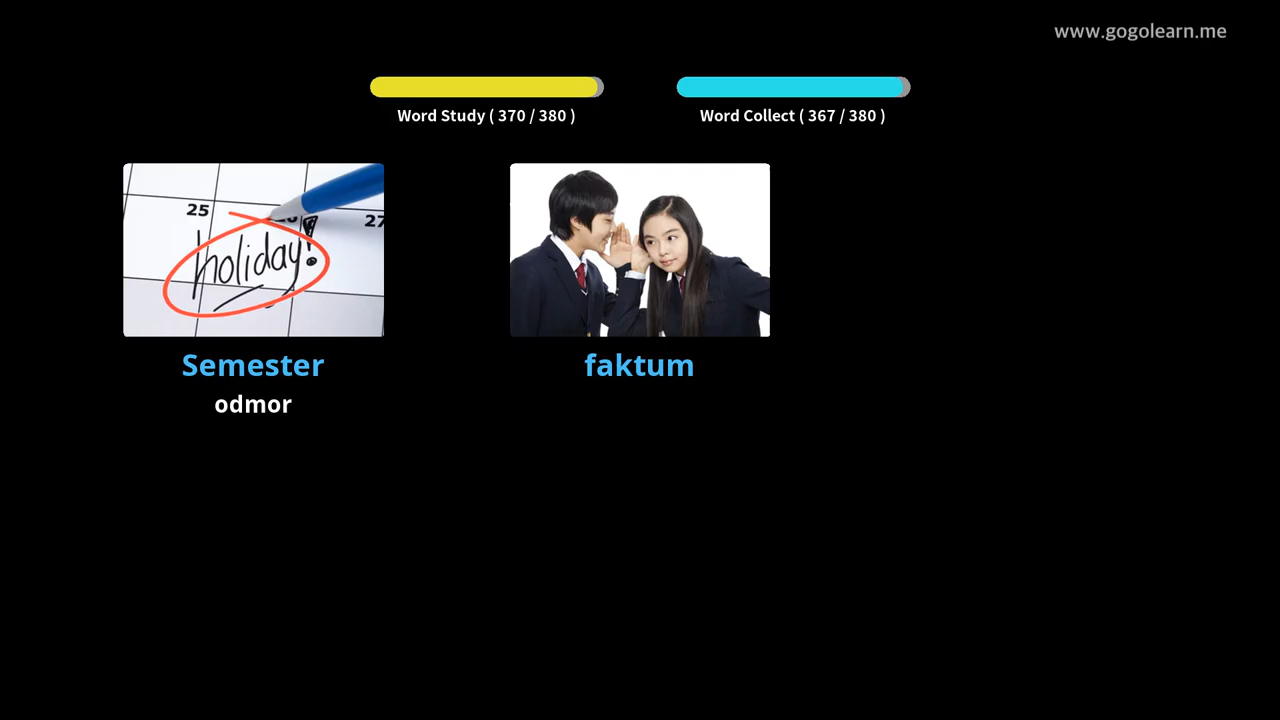 www.gogolearn.me
Word Study ( 370 / 380 )
Word Collect ( 367 / 380 )
25
27
holiday!
Semester
odmor
faktum